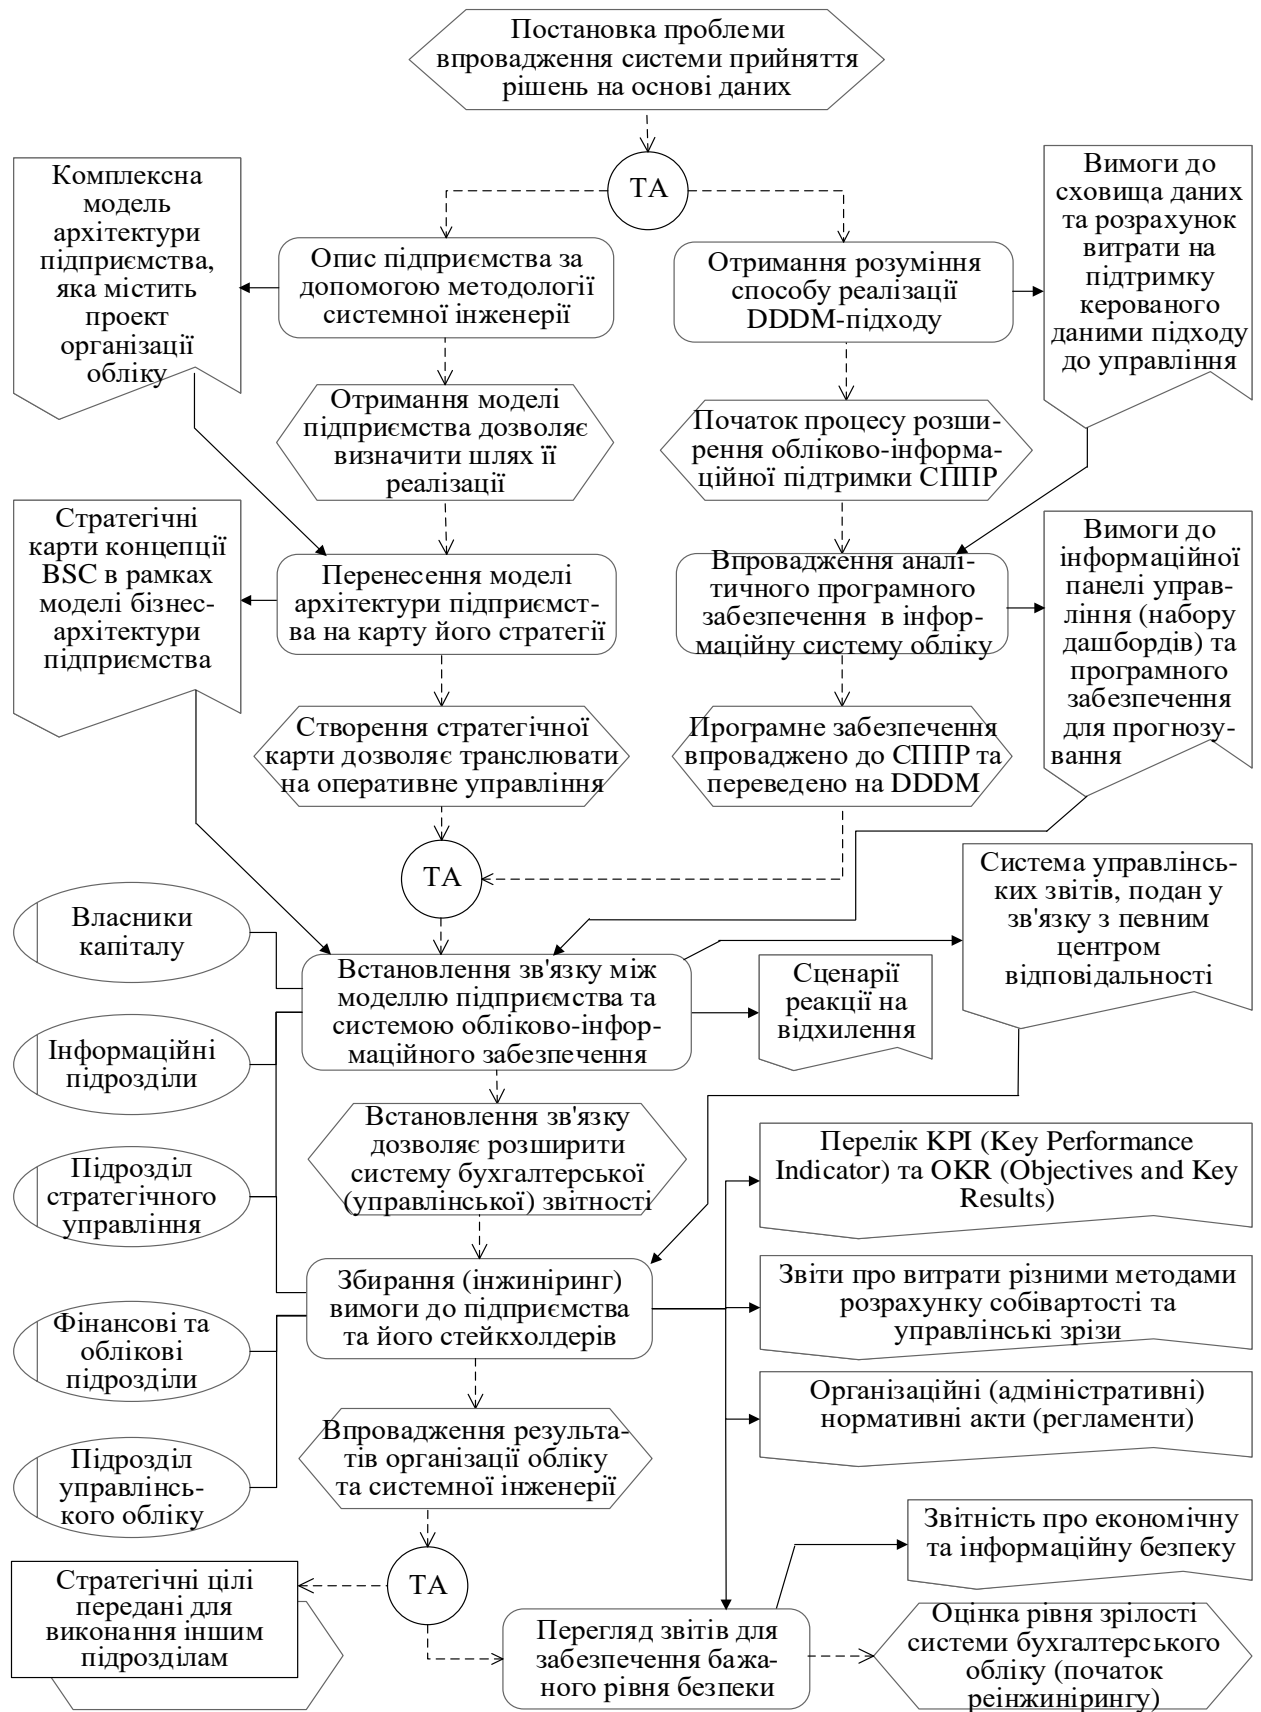 Постановка проблеми
впровадження системи прийняття
рішень на основі даних
ТА
Комплексна
модель
архітектури
підприємства,
яка містить
проект
організації
обліку
Опис підприємства за
допомогою методології
системної інженерії
Отримання розуміння
способу реалізації
DDDM-підходу
Вимоги до
сховища даних
та розрахунок
витрати на
підтримку
керованого
даними підходу
до управління
Отримання моделі
підприємства дозволяє
визначити шлях її
реалізації
Початок процесу розши-
рення обліково-інформа-
ційної підтримки СППР
Стратегічні
карти концепції
BSC в рамках
моделі бізнес-
архітектури
підприємства
Перенесення моделі
архітектури підприємст-
ва на карту його стратегії
Впровадження аналі-
тичного програмного
забезпечення в інфор-
маційну систему обліку
Вимоги до
інформаційної
панелі управ-
ління (набору
дашбордів) та
програмного
забезпечення
для прогнозу-
вання
Створення стратегічної
карти дозволяє транслювати
на оперативне управління
Програмне забезпечення
впроваджено до СППР та
переведено на DDDM
ТА
Система управлінсь-
ких звітів, подан у
зв'язку з певним
центром
відповідальності
Власники
капіталу
Встановлення зв'язку між
моделлю підприємства та
системою обліково-інфор-
маційного забезпечення
Сценарії
реакції на
відхилення
Інформаційні
підрозділи
Встановлення зв'язку
дозволяє розширити
систему бухгалтерської
(управлінської) звітності
Перелік KPI (Key Performance
Indicator) та OKR (Objectives and Key
Results)
Підрозділ
стратегічного
управління
Збирання (інжиніринг)
вимоги до підприємства
та його стейкхолдерів
Звіти про витрати різними методами
розрахунку собівартості та
управлінські зрізи
Фінансові та
облікові
підрозділи
Організаційні (адміністративні)
нормативні акти (регламенти)
Впровадження результа-
тів організації обліку
та системної інженерії
Підрозділ
управлінсь-
кого обліку
Звітність про економічну
та інформаційну безпеку
ТА
Стратегічні цілі
передані для
виконання іншим
підрозділам
Перегляд звітів для
забезпечення бажа-
ного рівня безпеки
Оцінка рівня зрілості
системи бухгалтерського
обліку (початок
реінжинірингу)